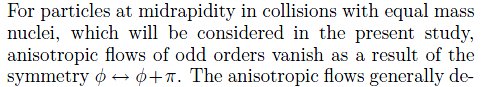 For particles at midrapidity in collisions with equal mass
nuclei, which will be considered in the present study,
anisotropic flows of odd orders vanish as a result of the
symmetry ϕ ↔ ϕ+π. The anisotropic flows generally de-